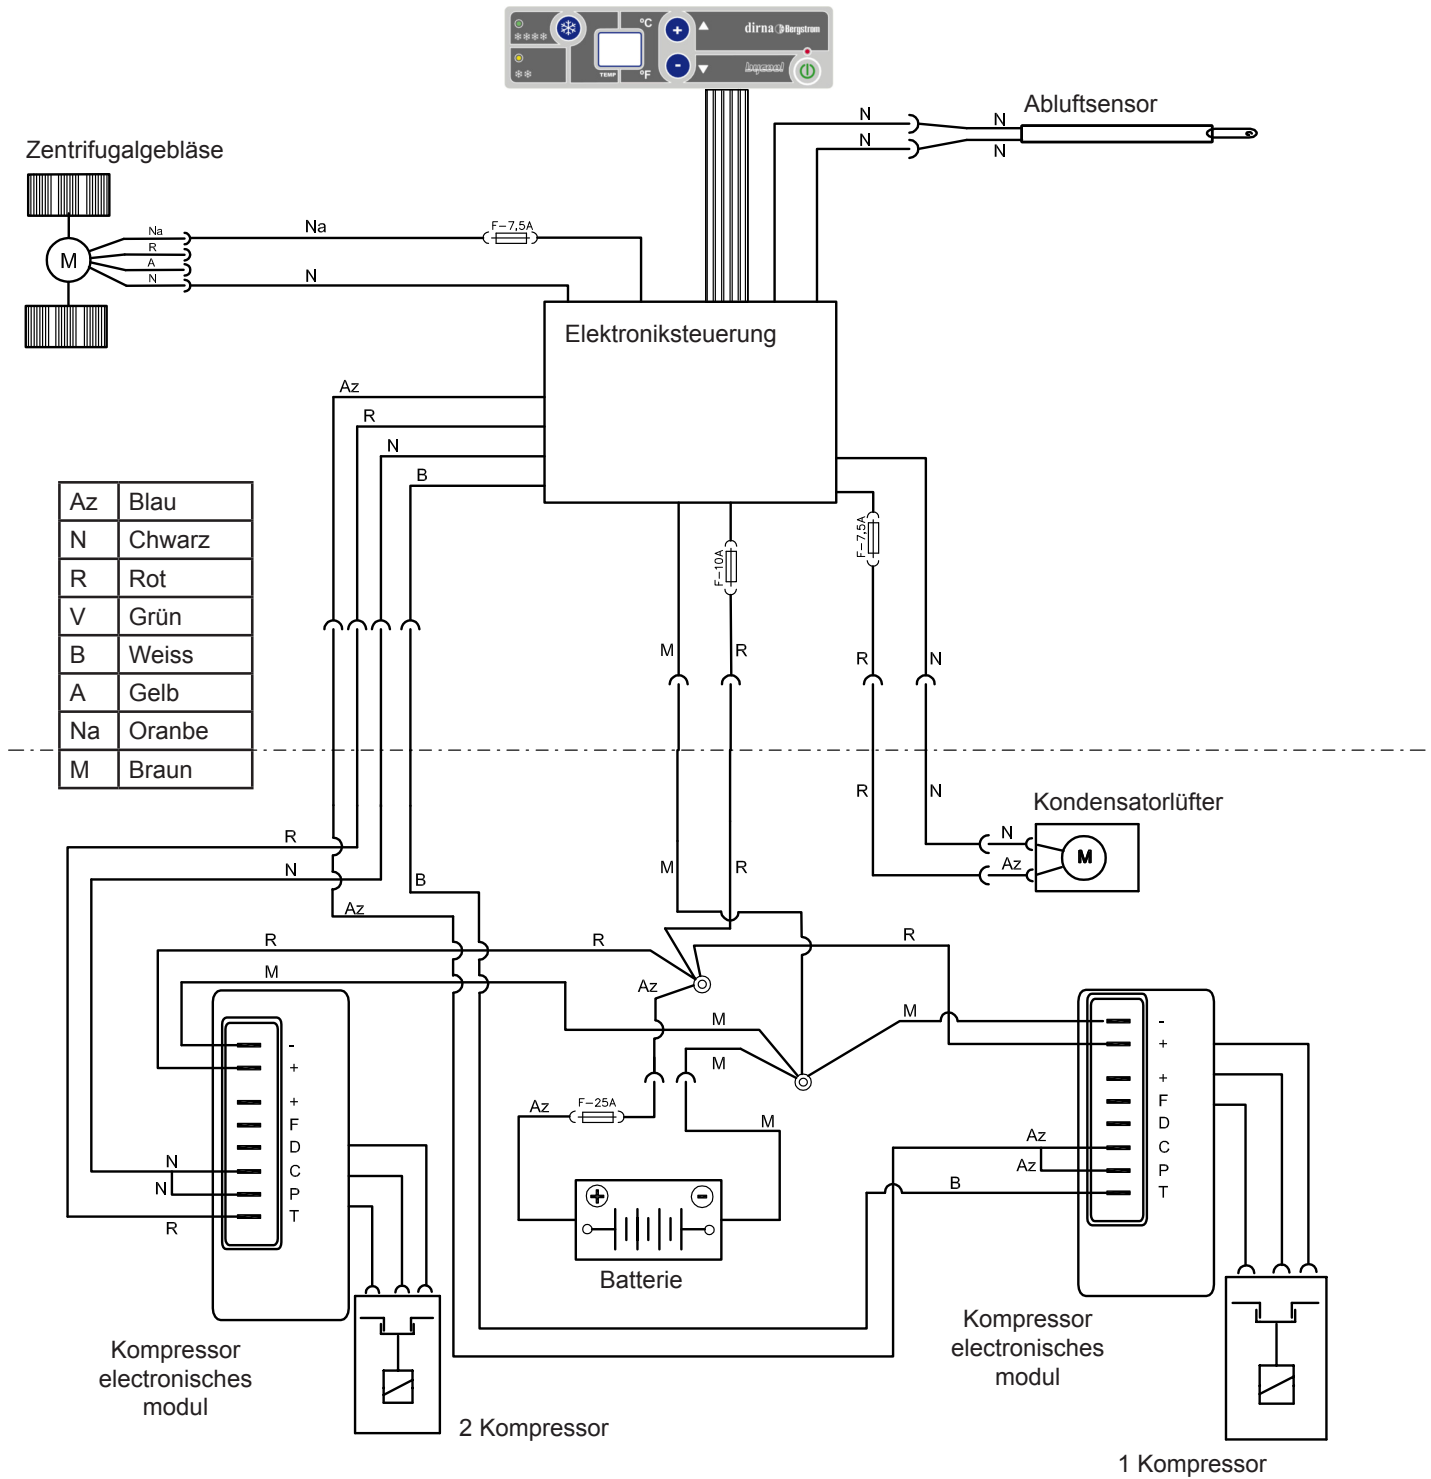 °C
dirna Bergstrom
TEMP
°F
Abluftsensor
N
N
N
N
Zentrifugalgebläse
M
Na
R
A
N
Na
N
F-7,5A
Elektroniksteuerung
Az
R
N
B
Az Blau
N Chwarz
R Rot
V Grün
B Weiss
A Gelb
Na Oranbe
M Braun
F-10A
F-7,5A
M
R
R
N
R
N
Kondensatorlüfter
N
Az
M
R
N
B
Az
M
R
R
R
R
M
Az
M
M
M
-
+
+
F
D
C
P
T
N
N
R
-
+
+
F
D
C
P
T
Az
Az
B
Az
F-25A
M
+
-
Batterie
Kompressor
electronisches
modul
2 Kompressor
Kompressor
electronisches
modul
1 Kompressor